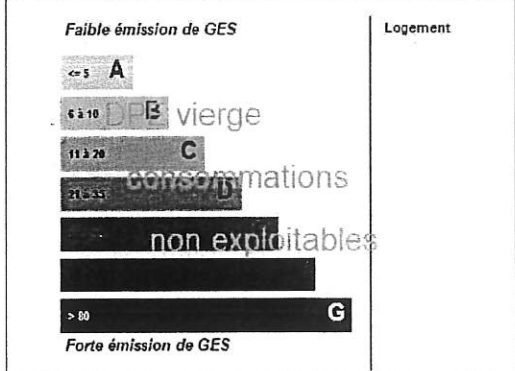 Faible émission de GES
Logement
<= 5 A
6 à 10 B
DPE vierge
11 à 20 C
consommations
21 à 35 D
non exploitables
> 80 G
Forte émission de GES